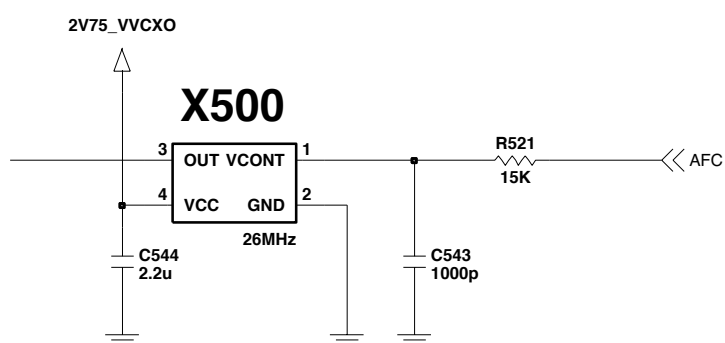 2V75_VVCXO
X500
R521
15K
AFC
3 OUT VCONT 1
4 VCC GND 2
26MHz
C544
2.2u
C543
1000p